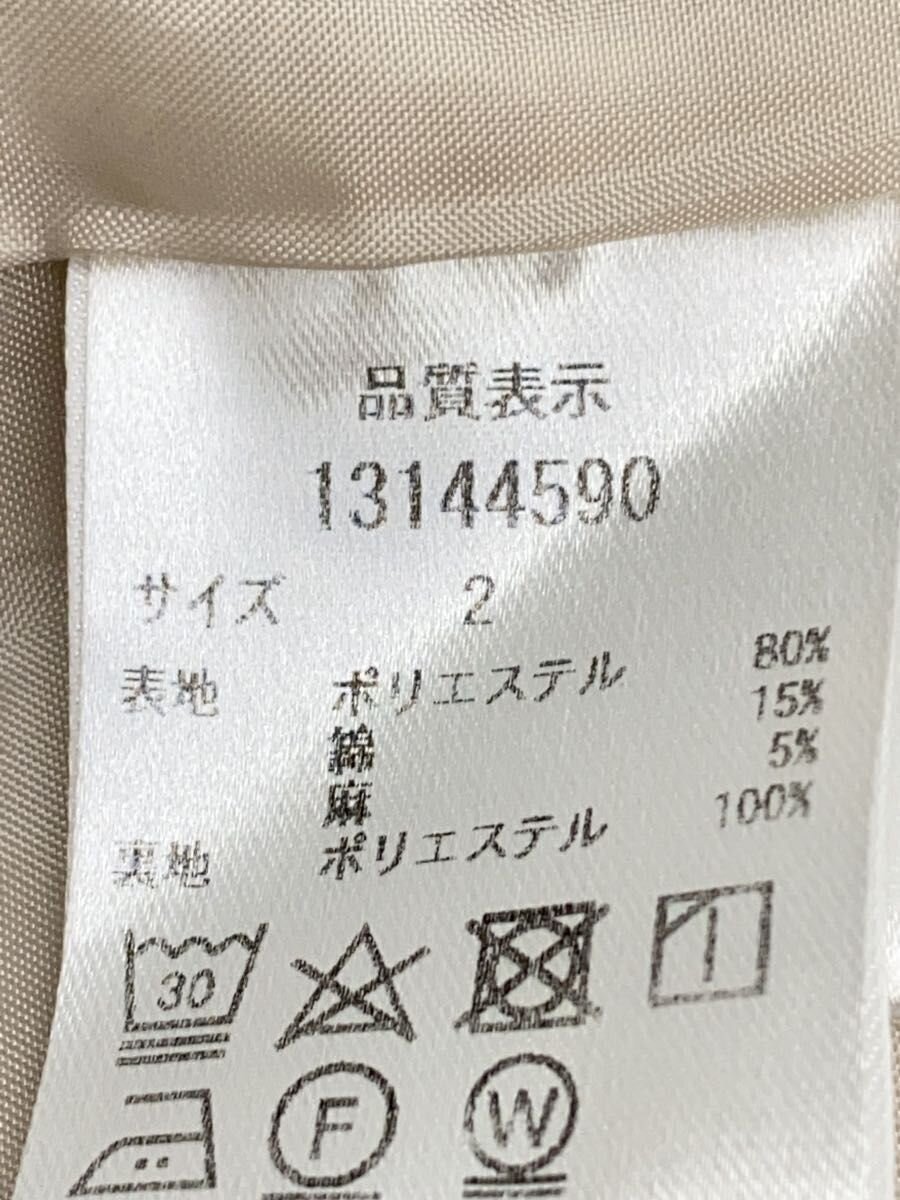 品質表示
13144590
サイズ 2
表地 ポリエステル 80%
綿 15%
麻 5%
裏地 ポリエステル 100%
30
F
W